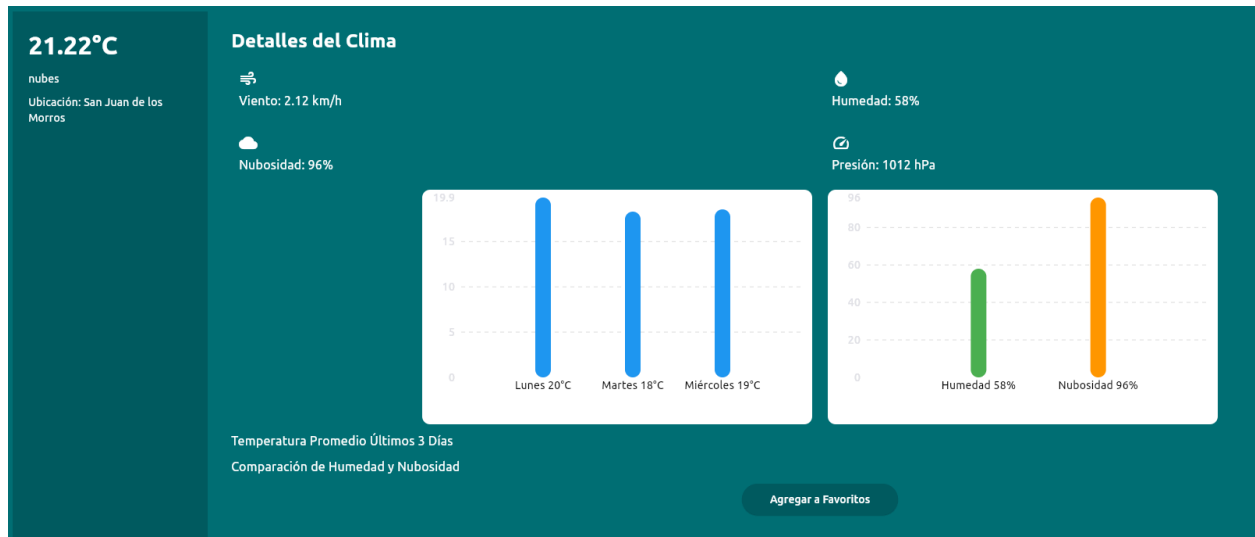 21.22°C
nubes
Ubicación: San Juan de los
Morros
Detalles del Clima
Viento: 2.12 km/h
Humedad: 58%
Nubosidad: 96%
Presión: 1012 hPa
19.9
15
10
5
0
Lunes 20°C
Martes 18°C
Miércoles 19°C
96
80
60
40
20
0
Humedad 58%
Nubosidad 96%
Temperatura Promedio Últimos 3 Días
Comparación de Humedad y Nubosidad
Agregar a Favoritos